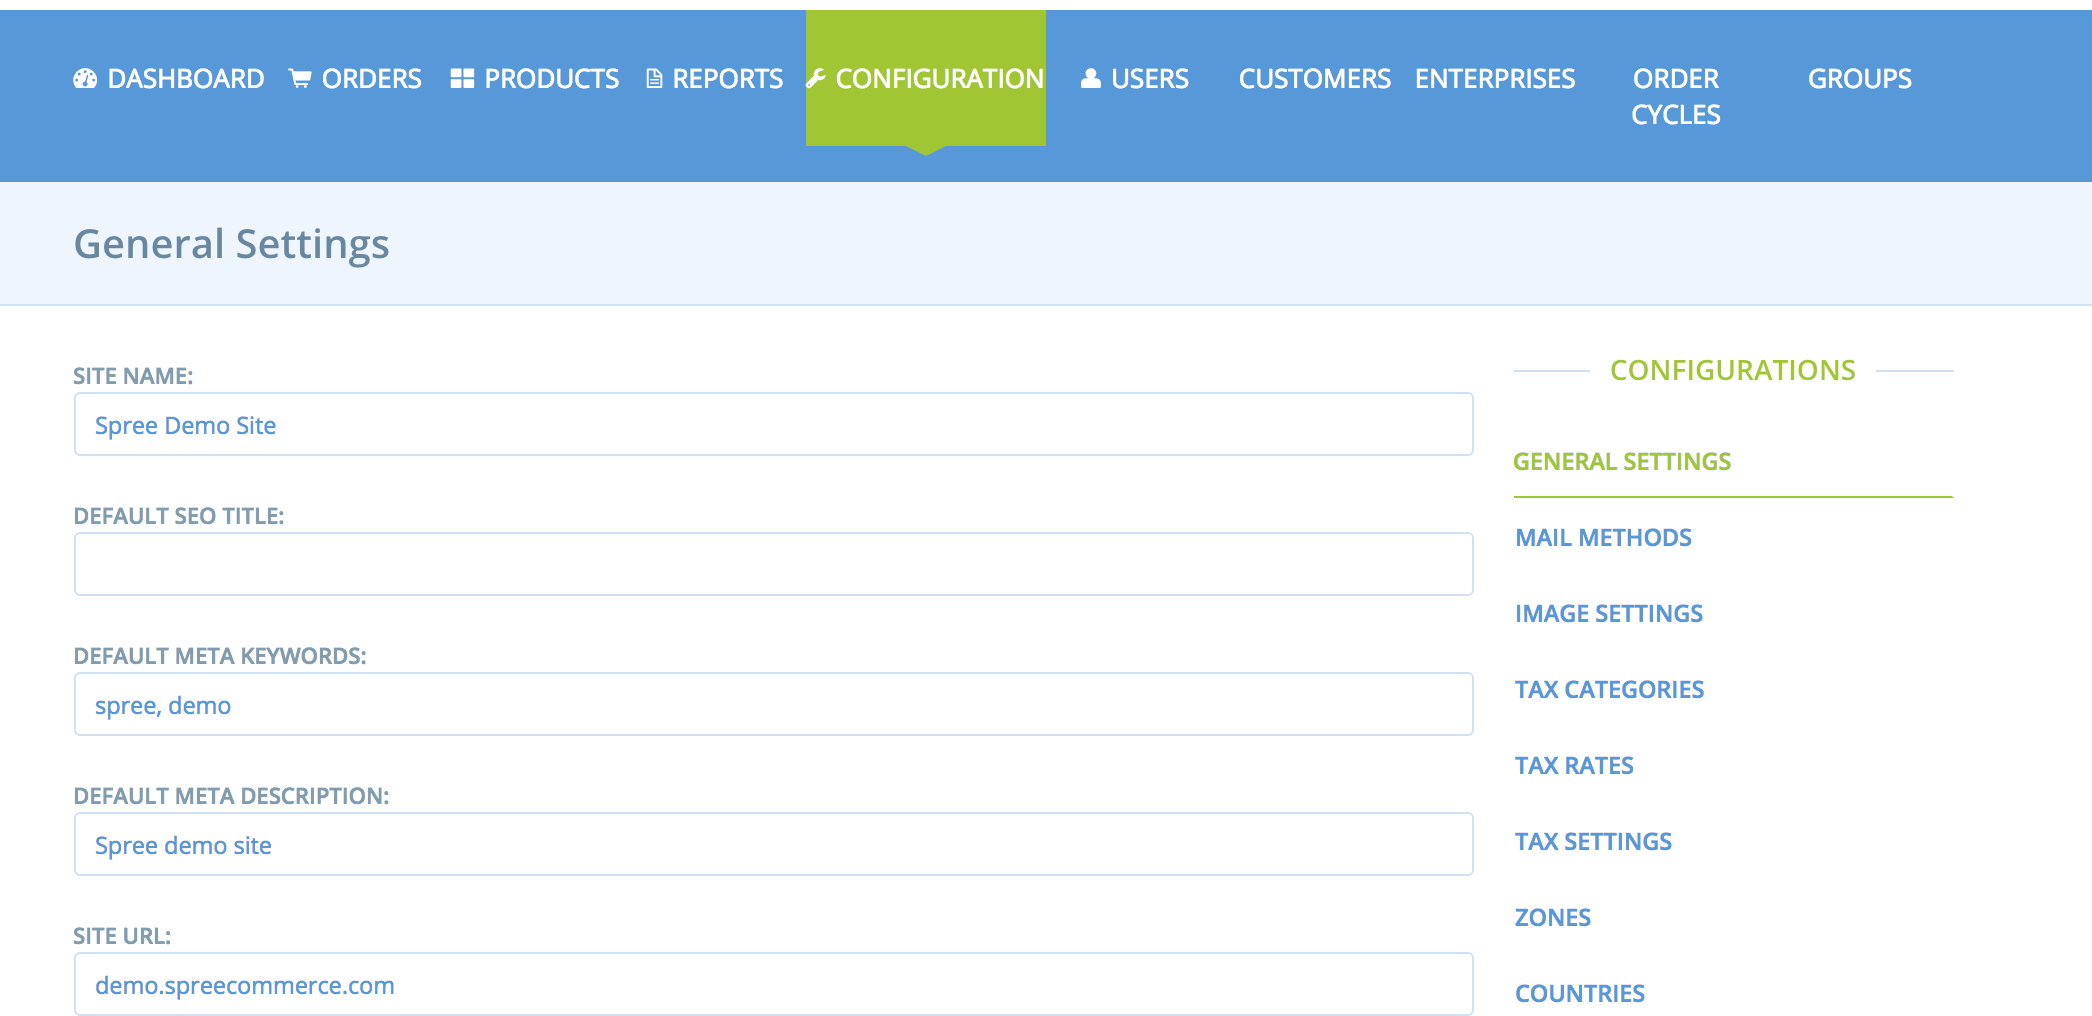 DASHBOARD ORDERS PRODUCTS REPORTS CONFIGURATION USERS CUSTOMERS ENTERPRISES ORDER CYCLES GROUPS
General Settings
SITE NAME:
Spree Demo Site
DEFAULT SEO TITLE:
DEFAULT META KEYWORDS:
spree, demo
DEFAULT META DESCRIPTION:
Spree demo site
SITE URL:
demo.spreecommerce.com
CONFIGURATIONS
GENERAL SETTINGS
MAIL METHODS
IMAGE SETTINGS
TAX CATEGORIES
TAX RATES
TAX SETTINGS
ZONES
COUNTRIES